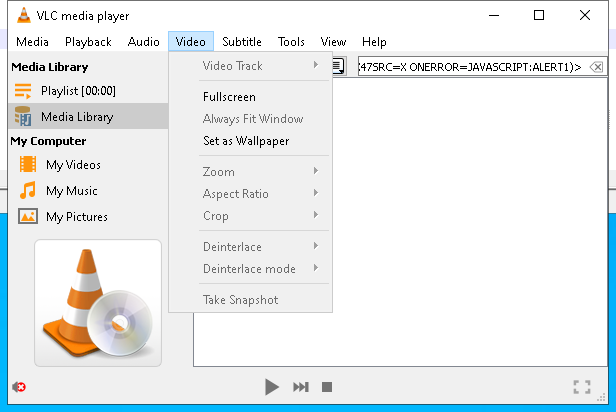 VLC media player
Media Playback Audio Video Subtitle Tools View Help
Media Library
Video Track
47SRC=X ONERROR=JAVASCRIPT:ALERT1)>
Playlist [00:00]
Fullscreen
Media Library
Always Fit Window
My Computer
Set as Wallpaper
My Videos
Zoom
My Music
Aspect Ratio
My Pictures
Crop
Deinterlace
Deinterlace mode
Take Snapshot